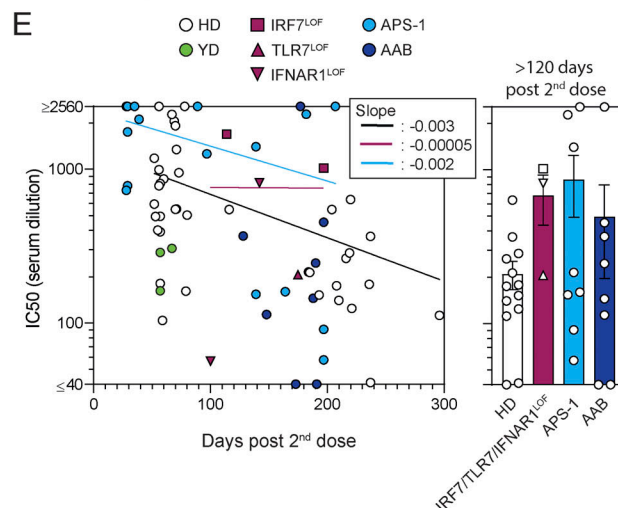 E
HD
IRF7LOF
APS-1
YD
TLR7LOF
AAB
IFNAR1LOF
>120 days
post 2nd dose
≥2560
1000
100
≤40
IC50 (serum dilution)
Slope
: -0.003
: -0.00005
: -0.002
0
100
200
300
Days post 2nd dose
HD
IRF7/TLR7/IFNAR1LOF
APS-1
AAB